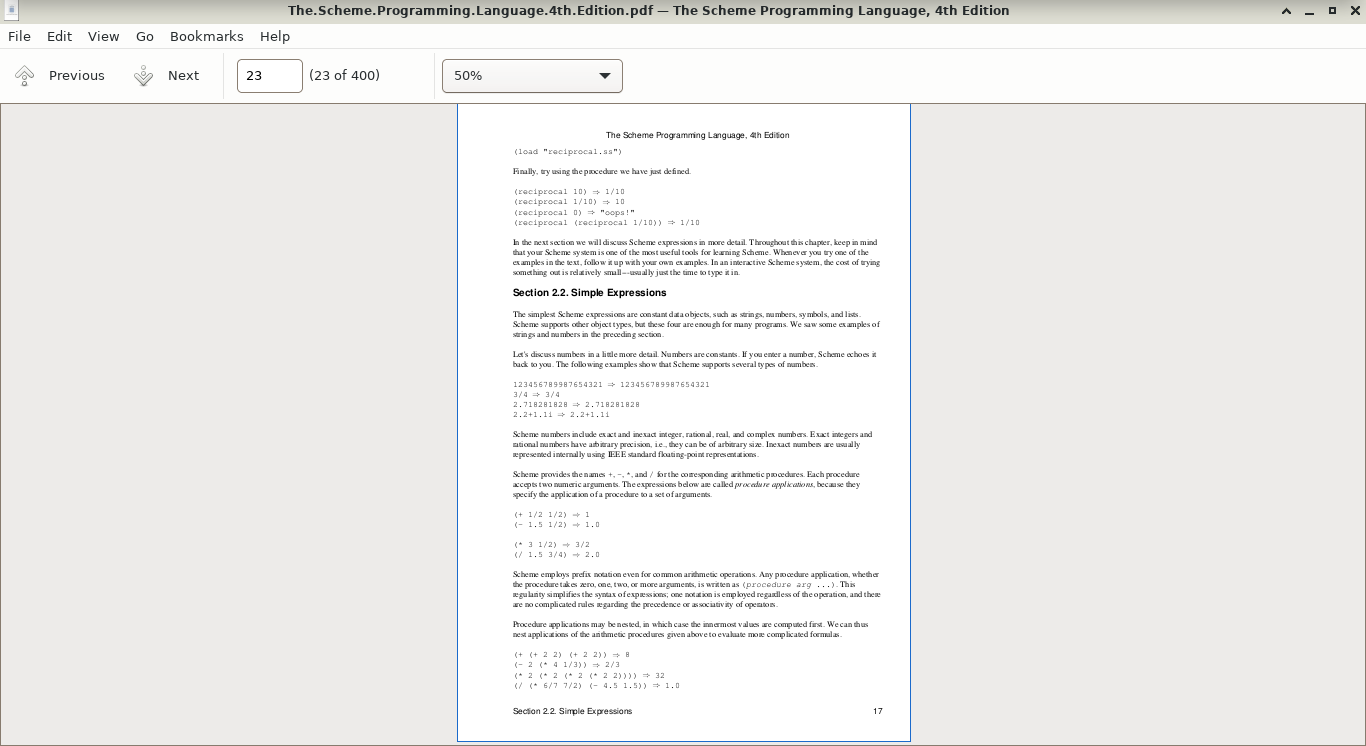 The.Scheme.Programming.Language.4th.Edition.pdf — The Scheme Programming Language, 4th Edition
File Edit View Go Bookmarks Help
Previous Next 23 (23 of 400) 50%
The Scheme Programming Language, 4th Edition
(load "reciprocal.ss")
Finally, try using the procedure we have just defined.
(reciprocal 10) ⇒ 1/10
(reciprocal 1/10) ⇒ 10
(reciprocal 0) ⇒ "oops!"
(reciprocal (reciprocal 1/10)) ⇒ 1/10
In the next section we will discuss Scheme expressions in more detail. Throughout this chapter, keep in mind
that your Scheme system is one of the most useful tools for learning Scheme. Whenever you try one of the
examples in the text, follow it up with your own examples. In an interactive Scheme system, the cost of trying
something out is relatively small--usually just the time to type it in.
Section 2.2. Simple Expressions
The simplest Scheme expressions are constant data objects, such as strings, numbers, symbols, and lists.
Scheme supports other object types, but these four are enough for many programs. We saw some examples of
strings and numbers in the preceding section.
Let's discuss numbers in a little more detail. Numbers are constants. If you enter a number, Scheme echoes it
back to you. The following examples show that Scheme supports several types of numbers.
123456789987654321 ⇒ 123456789987654321
3/4 ⇒ 3/4
2.718281828 ⇒ 2.718281828
2.2+1.1i ⇒ 2.2+1.1i
Scheme numbers include exact and inexact integer, rational, real, and complex numbers. Exact integers and
rational numbers have arbitrary precision, i.e., they can be of arbitrary size. Inexact numbers are usually
represented internally using IEEE standard floating-point representations.
Scheme provides the names +, -, *, and / for the corresponding arithmetic procedures. Each procedure
accepts two numeric arguments. The expressions below are called procedure applications, because they
specify the application of a procedure to a set of arguments.
(+ 1/2 1/2) ⇒ 1
(- 1.5 1/2) ⇒ 1.0
(* 3 1/2) ⇒ 3/2
(/ 1.5 3/4) ⇒ 2.0
Scheme employs prefix notation even for common arithmetic operations. Any procedure application, whether
the procedure takes zero, one, two, or more arguments, is written as (procedure arg ...). This
regularity simplifies the syntax of expressions; one notation is employed regardless of the operation, and there
are no complicated rules regarding the precedence or associativity of operators.
Procedure applications may be nested, in which case the innermost values are computed first. We can thus
nest applications of the arithmetic procedures given above to evaluate more complicated formulas.
(+ (+ 2 2) (+ 2 2)) ⇒ 8
(- 2 (* 4 1/3)) ⇒ 2/3
(* 2 (* 2 (* 2 (* 2 2)))) ⇒ 32
(/ (* 6/7 7/2) (- 4.5 1.5)) ⇒ 1.0
Section 2.2. Simple Expressions 17